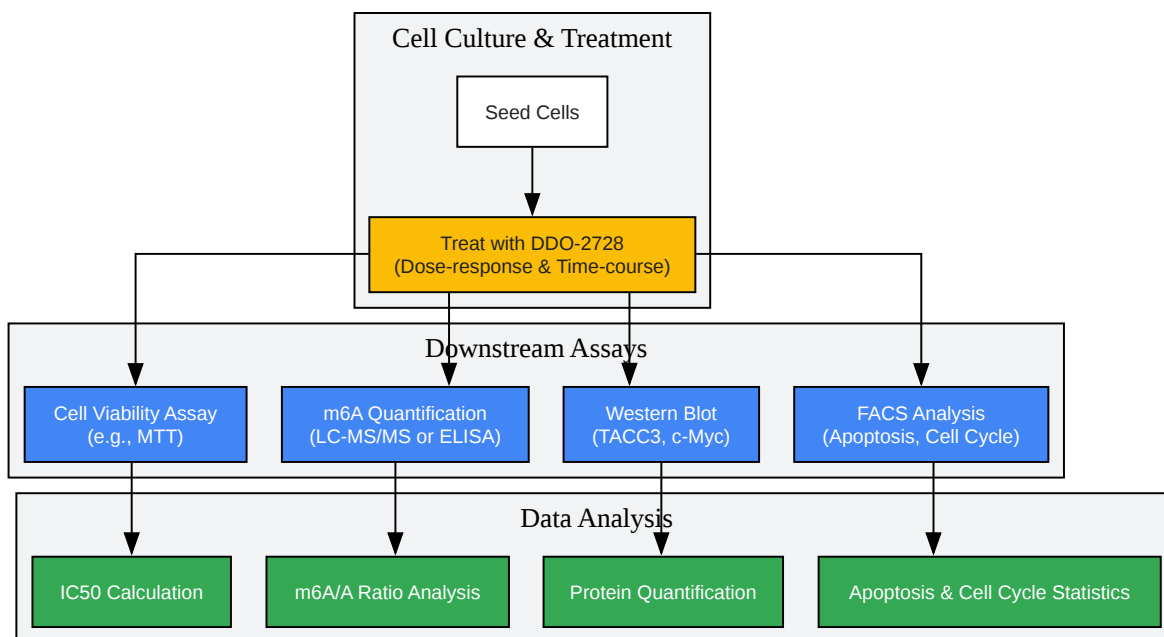 Cell Culture & Treatment
Seed Cells
Treat with DDO-2728
(Dose-response & Time-course)
Downstream Assays
Cell Viability Assay
(e.g., MTT)
m6A Quantification
(LC-MS/MS or ELISA)
Western Blot
(TACC3, c-Myc)
FACS Analysis
(Apoptosis, Cell Cycle)
Data Analysis
IC50 Calculation
m6A/A Ratio Analysis
Protein Quantification
Apoptosis & Cell Cycle Statistics